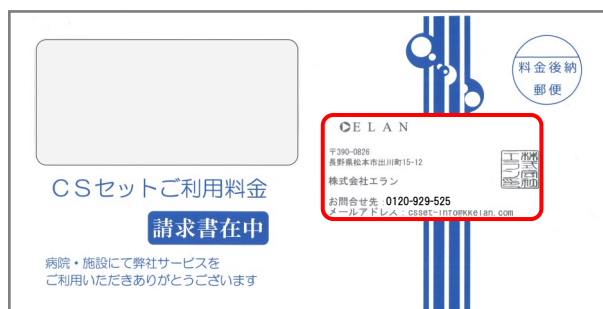 料金後納
郵便
ELAN
〒390-0826
長野県松本市出川町15-12
株式会社エラン
お問合せ先:0120-929-525
メールアドレス:csset-info@kkelan.com
CSセットご利用料金
請求書在中
病院・施設にて弊社サービスを
ご利用いただきありがとうございます